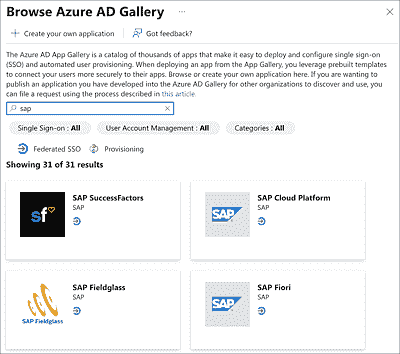 Browse Azure AD Gallery ...
+ Create your own application Got feedback?
The Azure AD App Gallery is a catalog of thousands of apps that make it easy to deploy and configure single sign-on
(SSO) and automated user provisioning. When deploying an app from the App Gallery, you leverage prebuilt templates
to connect your users more securely to their apps. Browse or create your own application here. If you are wanting to
publish an application you have developed into the Azure AD Gallery for other organizations to discover and use, you
can file a request using the process described in this article
sap
Single Sign-on : All User Account Management : All Categories : All
Federated SSO Provisioning
Showing 31 of 31 results
sf
SAP SuccessFactors
SAP
SAP
SAP Cloud Platform
SAP
SAP Fieldglass
SAP Fieldglass
SAP
SAP
SAP Fiori
SAP